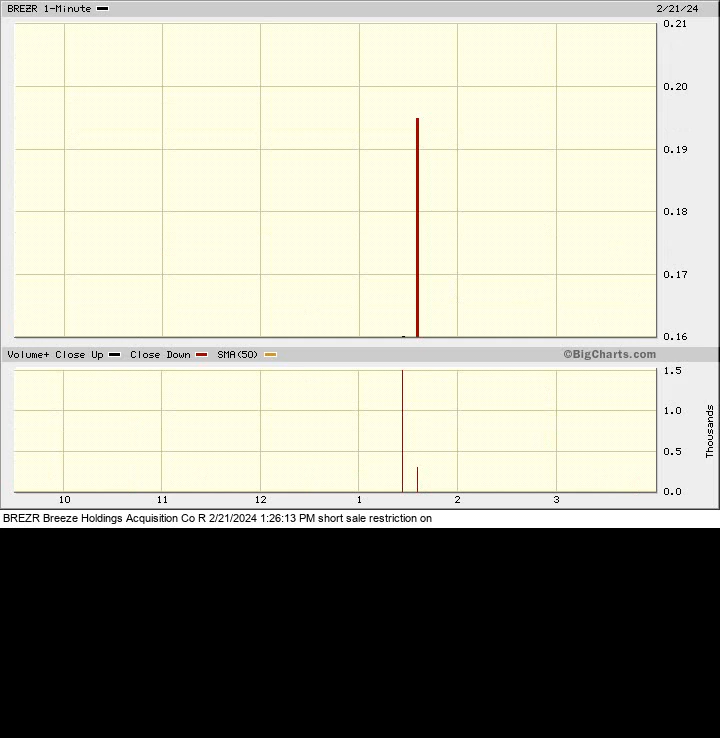 BREZR 1-Minute 2/21/24
0.21
0.20
0.19
0.18
0.17
0.16
Volume+ Close Up Close Down SMA(50) ©BigCharts.com
1.5
1.0
0.5
0.0
Thousands
10 11 12 1 2 3
BREZR Breeze Holdings Acquisition Co R 2/21/2024 1:26:13 PM short sale restriction on